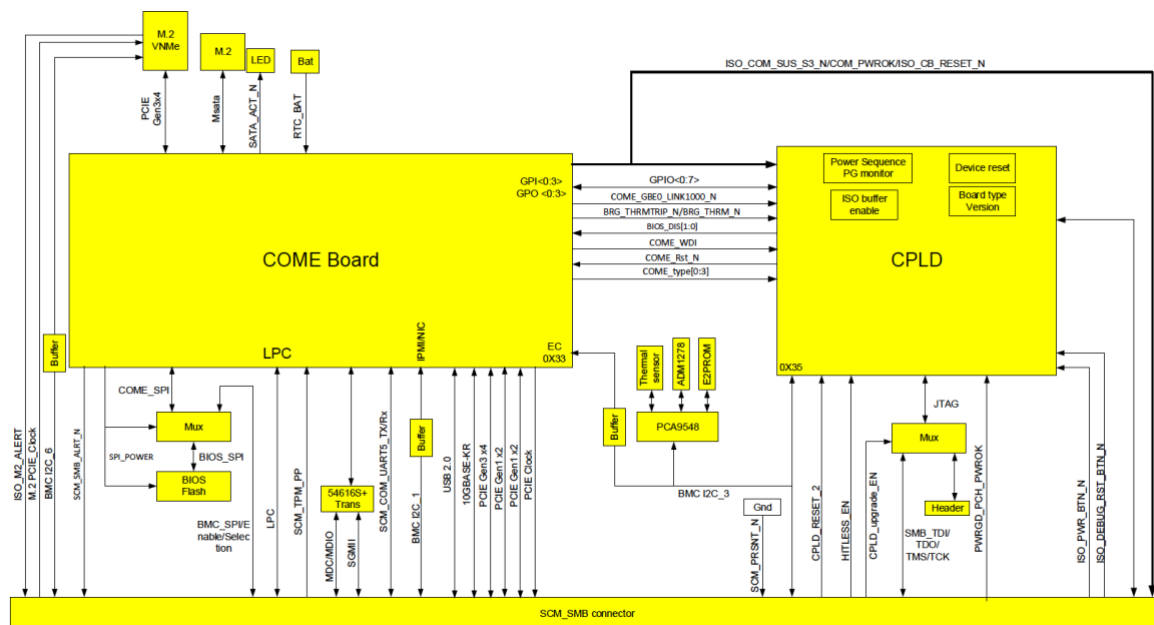 M.2
VNMe
M.2
LED
Bat
ISO_COM_SUS_S3_N/COM_PWROK/ISO_CB_RESET_N
PCIE
Gen3x4
Msata
SATA_ACT_N
RTC_BAT
GPI<0:3>
GPO <0:3>
GPIO<0:7>
COME_GBE0_LINK1000_N
BRG_THRMTRIP_N/BRG_THRM_N
BIOS_DIS[1:0]
COME_WDI
COME_Rst_N
COME_type[0:3]
Power Sequence
PG monitor
Device reset
ISO buffer
enable
Board type
Version
COME Board
CPLD
LPC
IPMI/NIC
EC
0X33
0X35
Buffer
COME_SPI
Mux
SPI_POWER
BIOS_SPI
BIOS
Flash
ISO_M2_ALERT
M.2 PCIE_Clock
BMC I2C_6
SCM_SMB_ALRT_N
BMC_SPI/E
nable/Selec
tion
LPC
SCM_TPM_PP
54616S+
Trans
MDC/MDIO
SGMII
SCM_COM_UART5_TX/Rx
Buffer
BMC I2C_1
USB 2.0
10GBASE-KR
PCIE Gen3 x4
PCIE Gen1 x2
PCIE Gen1 x2
PCIE Clock
Buffer
Thermal
sensor
ADM1278
E2PROM
PCA9548
BMC I2C_3
Gnd
SCM_PRSNT_N
CPLD_RESET_2
HITLESS_EN
CPLD_upgrade_EN
JTAG
Mux
Header
SMB_TDI/
TDO/
TMS/TCK
PWRGD_PCH_PWROK
ISO_PWR_BTN_N
ISO_DEBUG_RST_BTN_N
SCM_SMB connector